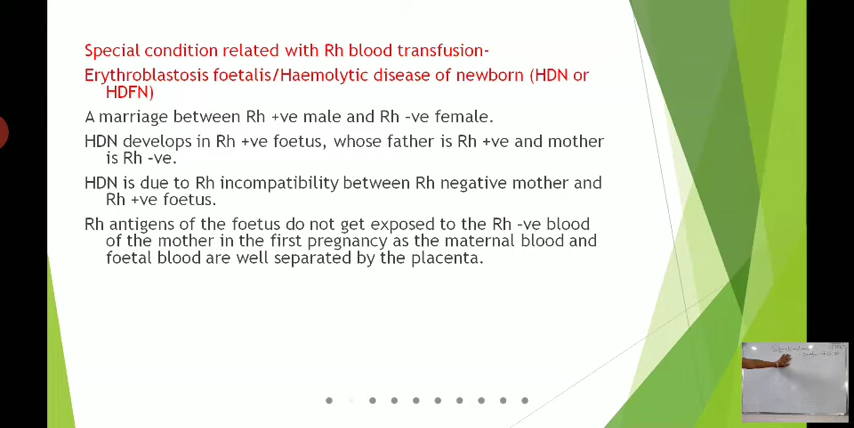 Special condition related with Rh blood transfusion-
Erythroblastosis foetalis/Haemolytic disease of newborn (HDN or
HDFN)
A marriage between Rh +ve male and Rh –ve female.
HDN develops in Rh +ve foetus, whose father is Rh +ve and mother
is Rh –ve.
HDN is due to Rh incompatibility between Rh negative mother and
Rh +ve foetus.
Rh antigens of the foetus do not get exposed to the Rh –ve blood
of the mother in the first pregnancy as the maternal blood and
foetal blood are well separated by the placenta.